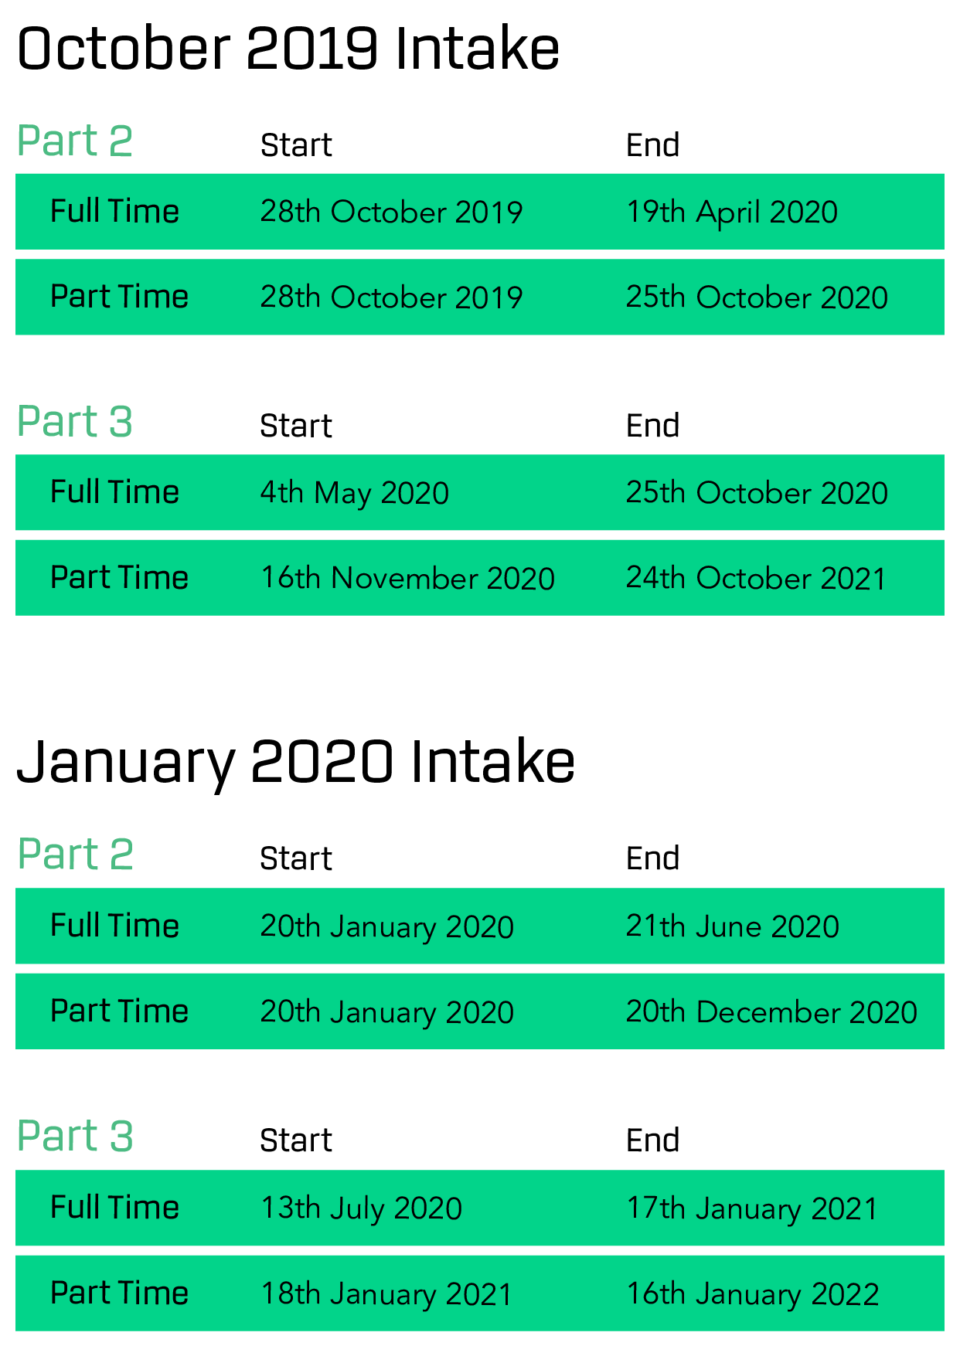 October 2019 Intake
Part 2 Start End
Full Time 28th October 2019 19th April 2020
Part Time 28th October 2019 25th October 2020
Part 3 Start End
Full Time 4th May 2020 25th October 2020
Part Time 16th November 2020 24th October 2021
January 2020 Intake
Part 2 Start End
Full Time 20th January 2020 21th June 2020
Part Time 20th January 2020 20th December 2020
Part 3 Start End
Full Time 13th July 2020 17th January 2021
Part Time 18th January 2021 16th January 2022